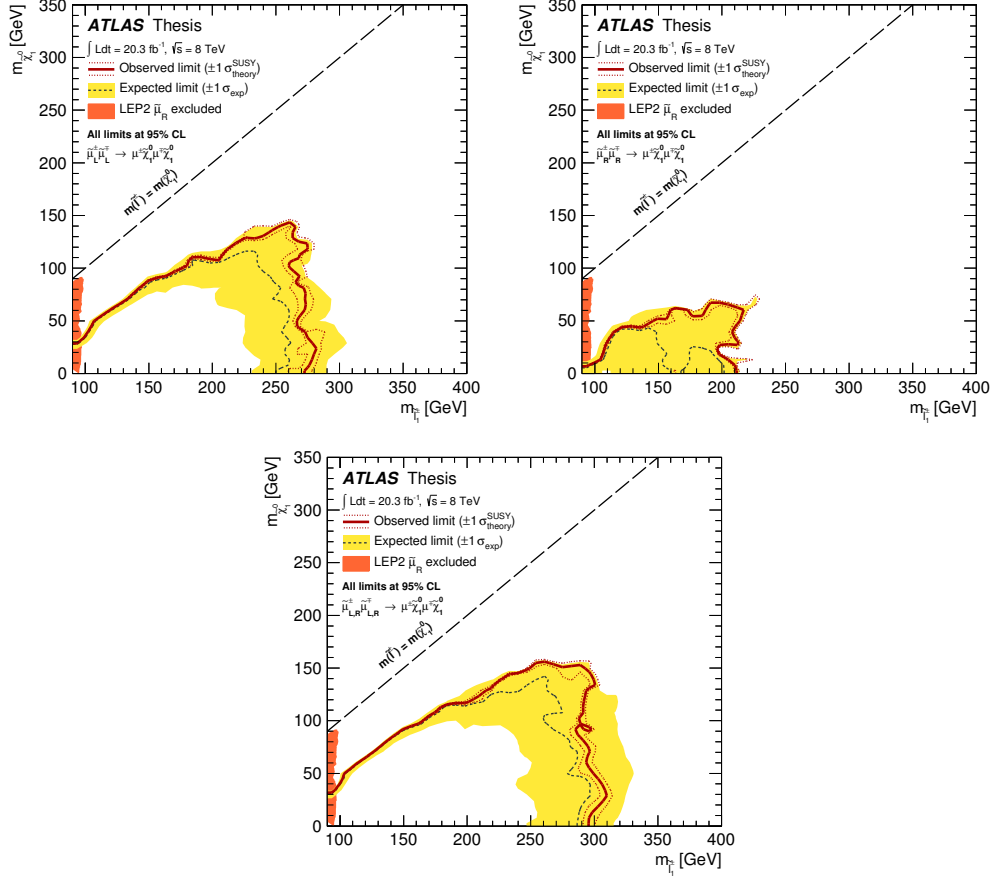 ATLAS Thesis
∫ Ldt = 20.3 fb⁻¹, √s = 8 TeV
Observed limit (±1 σ^SUSY_theory)
Expected limit (±1 σ_exp)
LEP2 μ̃_R excluded
All limits at 95% CL
μ̃_L^± μ̃_L^∓ → μ^± χ̃_1^0 μ^∓ χ̃_1^0
m(l̃^±) = m(χ̃_1^0)
m_χ̃_1^0 [GeV]
350
300
250
200
150
100
50
0
100 150 200 250 300 350 400
m_l̃_1^± [GeV]
ATLAS Thesis
∫ Ldt = 20.3 fb⁻¹, √s = 8 TeV
Observed limit (±1 σ^SUSY_theory)
Expected limit (±1 σ_exp)
LEP2 μ̃_R excluded
All limits at 95% CL
μ̃_R^± μ̃_R^∓ → μ^± χ̃_1^0 μ^∓ χ̃_1^0
m(l̃^±) = m(χ̃_1^0)
m_χ̃_1^0 [GeV]
350
300
250
200
150
100
50
0
100 150 200 250 300 350 400
m_l̃_1^± [GeV]
ATLAS Thesis
∫ Ldt = 20.3 fb⁻¹, √s = 8 TeV
Observed limit (±1 σ^SUSY_theory)
Expected limit (±1 σ_exp)
LEP2 μ̃_R excluded
All limits at 95% CL
μ̃_L,R^± μ̃_L,R^∓ → μ^± χ̃_1^0 μ^∓ χ̃_1^0
m(l̃^±) = m(χ̃_1^0)
m_χ̃_1^0 [GeV]
350
300
250
200
150
100
50
0
100 150 200 250 300 350 400
m_l̃_1^± [GeV]